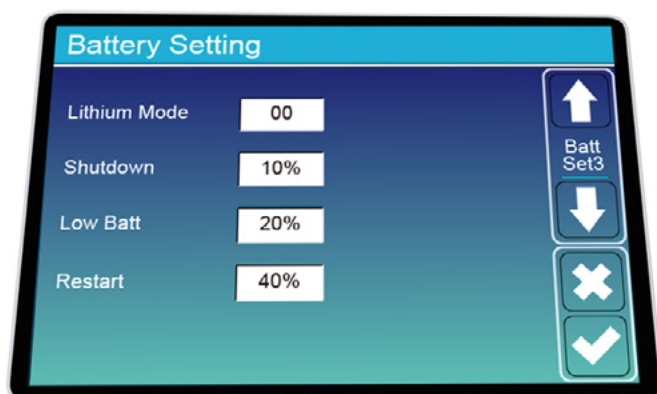 Battery Setting
Lithium Mode 00
Shutdown 10%
Low Batt 20%
Restart 40%
Batt
Set3